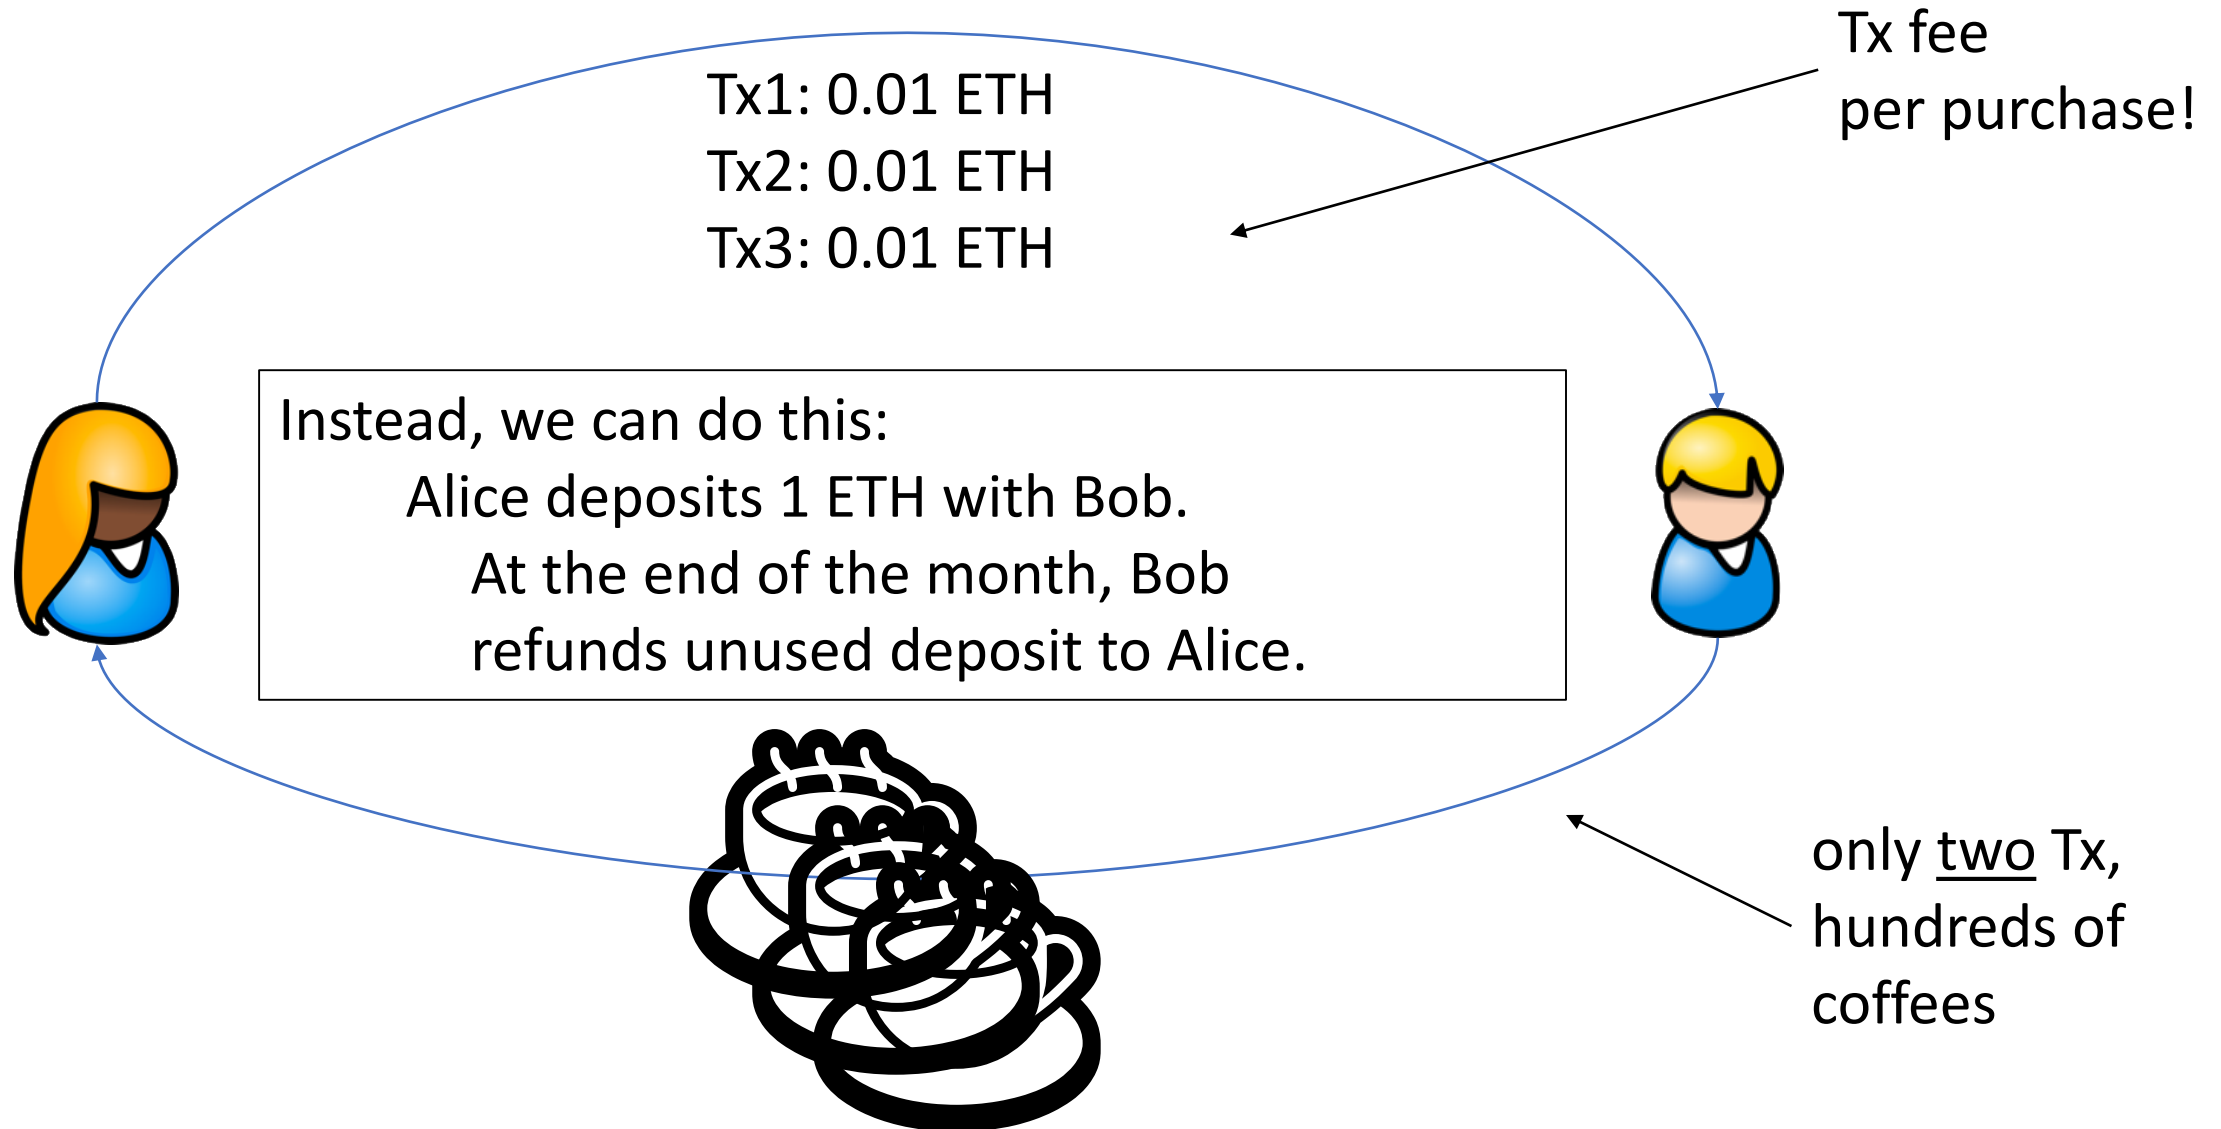 Tx1: 0.01 ETH
Tx2: 0.01 ETH
Tx3: 0.01 ETH
Tx fee
per purchase!
Instead, we can do this:
Alice deposits 1 ETH with Bob.
At the end of the month, Bob
refunds unused deposit to Alice.
only two Tx,
hundreds of
coffees